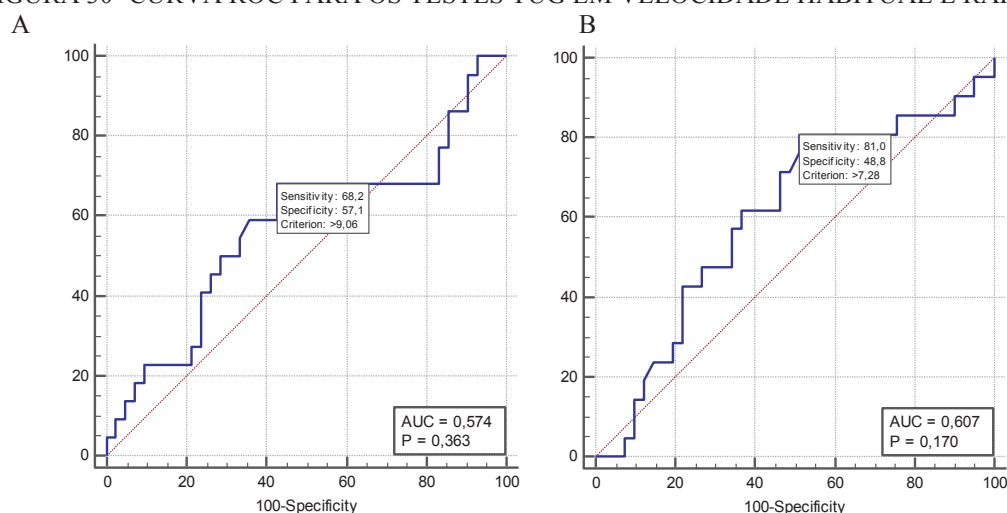 CURVA ROC PARA OS TESTES TUG EM VELOCIDADE HABITUAL E
A
100
80
60
40
20
0
Sensitivity: 68,2
Specificity: 57,1
Criterion: >9,06
AUC = 0,574
P = 0,363
0 20 40 60 80 100
100-Specificity
B
100
80
60
40
20
0
Sensitivity: 81,0
Specificity: 48,8
Criterion: >7,28
AUC = 0,607
P = 0,170
0 20 40 60 80 100
100-Specificity